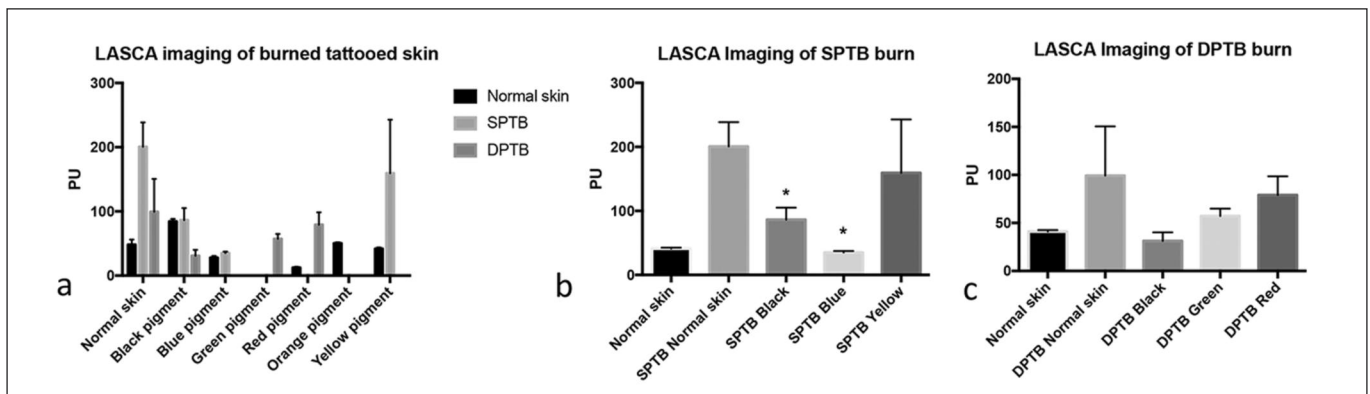 LASCA imaging of burned tattooed skin
300
200
100
0
PU
Normal skin
SPTB
DPTB
Normal skin
Black pigment
Blue pigment
Green pigment
Red pigment
Orange pigment
Yellow pigment
a
LASCA Imaging of SPTB burn
300
200
100
0
PU
*
*
Normal skin
SPTB Normal skin
SPTB Black
SPTB Blue
SPTB Yellow
b
LASCA Imaging of DPTB burn
200
150
100
50
0
PU
Normal skin
DPTB Normal skin
DPTB Black
DPTB Green
DPTB Red
c